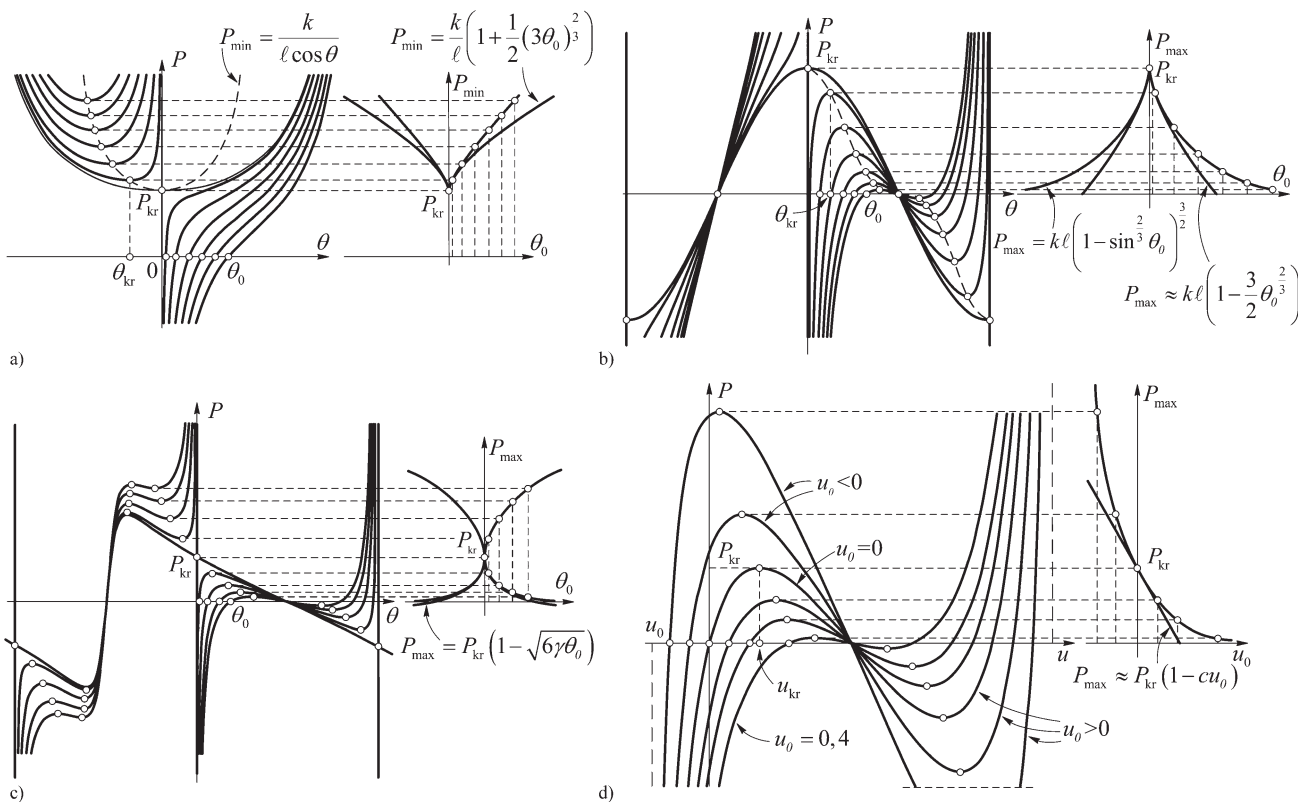 P_min = k / (ℓ cos θ)
P_min = k/ℓ (1 + 1/2 (3θ_0)^(2/3))
P
P_min
P_kr
P_kr
θ_kr
0
θ_0
θ
θ_0
a)
P
P_kr
P_max
P_kr
θ_kr
θ_0
θ
θ_0
P_max = kℓ (1 − sin^(2/3) θ_0)^(3/2)
P_max ≈ kℓ (1 − 3/2 θ_0^(2/3))
b)
P
P_max
P_kr
P_kr
θ_0
θ
θ_0
P_max = P_kr (1 − √(6γθ_0))
c)
P
P_max
u_0<0
P_kr
u_0=0
P_kr
u_0
u_kr
u
u_0
P_max ≈ P_kr (1 − cu_0)
u_0>0
u_0 = 0,4
d)